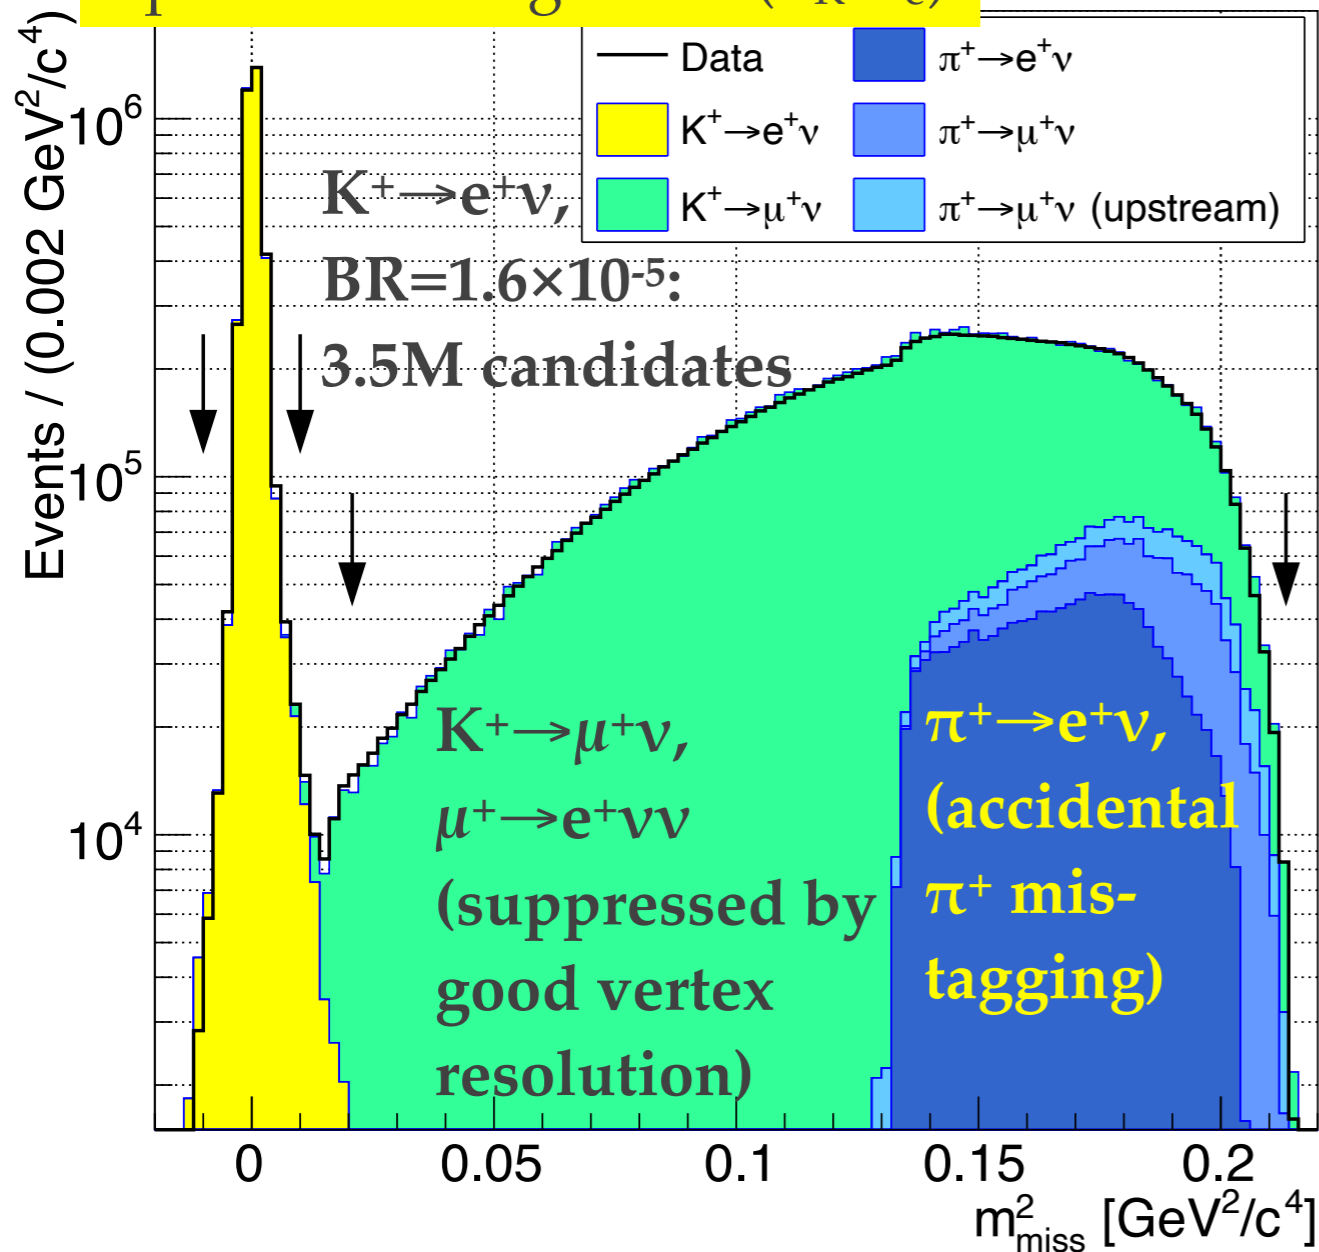 Data
K⁺→e⁺ν
K⁺→μ⁺ν
π⁺→e⁺ν
π⁺→μ⁺ν
π⁺→μ⁺ν (upstream)
Events / (0.002 GeV²/c⁴)
10⁶
10⁵
10⁴
K⁺→e⁺ν,
BR=1.6×10⁻⁵:
3.5M candidates
K⁺→μ⁺ν,
μ⁺→e⁺νν
(suppressed by
good vertex
resolution)
π⁺→e⁺ν,
(accidental
π⁺ mis-
tagging)
0
0.05
0.1
0.15
0.2
m²miss [GeV²/c⁴]